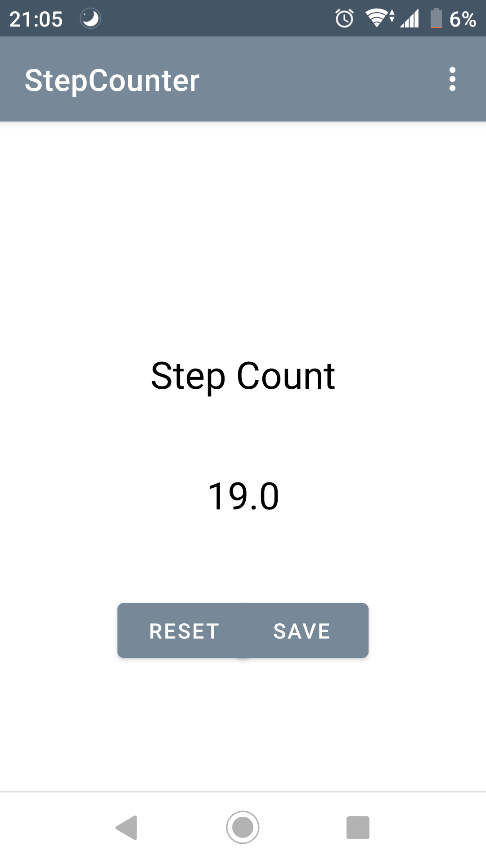 21:05 6%
StepCounter
Step Count
19.0
RESET SAVE